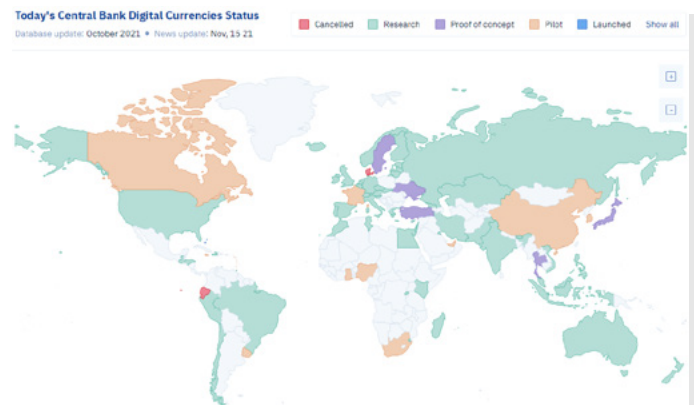 Today's Central Bank Digital Currencies Status
Database update: October 2021 • News update: Nov, 15 21
Cancelled Research Proof of concept Pilot Launched Show all
+
-